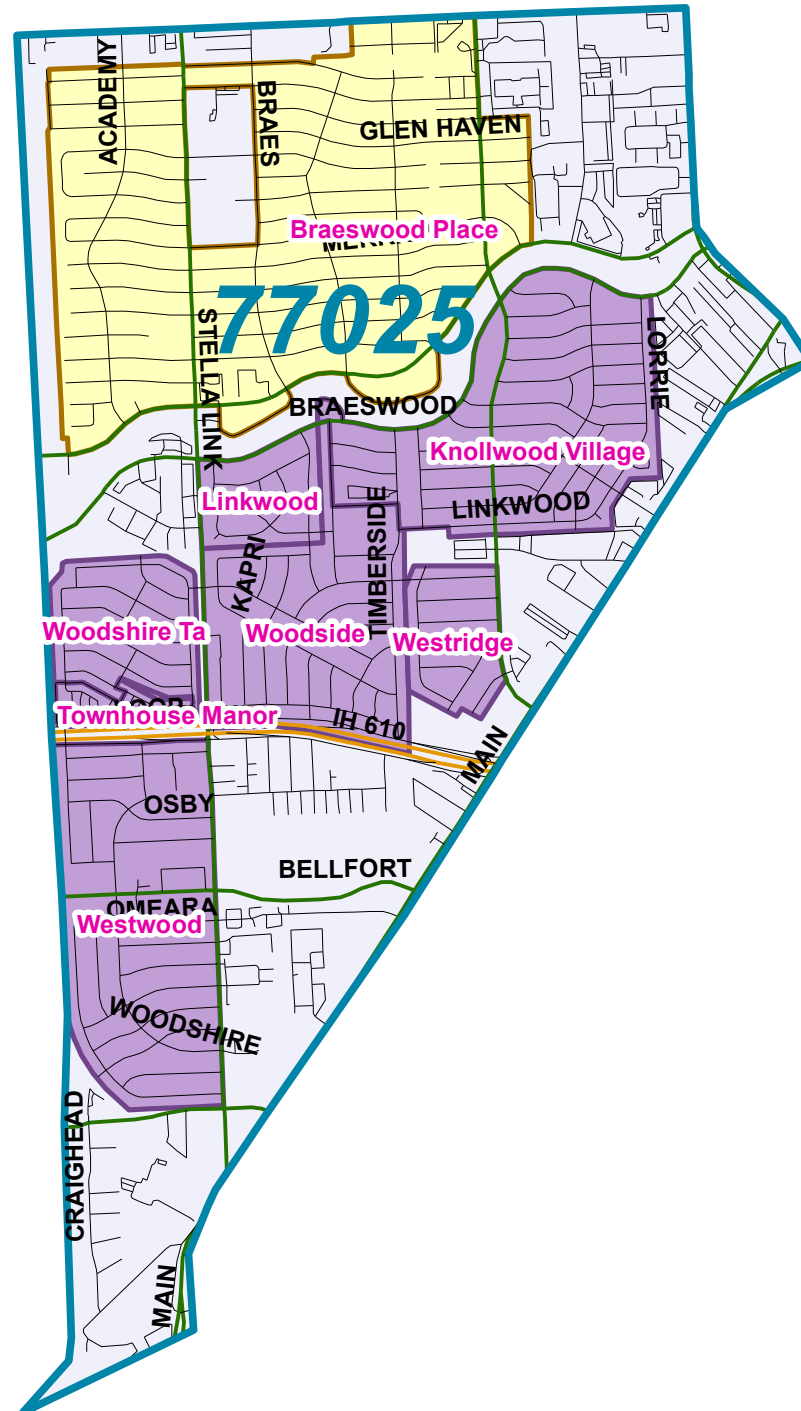 ACADEMY
BRAES
GLEN HAVEN
Braeswood Place
77025
STELLA LINK
LORRIE
BRAESWOOD
Knollwood Village
Linkwood
LINKWOOD
TIMBERSIDE
KAPRI
Woodshire Ta
Woodside
Westridge
Townhouse Manor
IH 610
MAIN
OSBY
BELLFORT
OMEARA
Westwood
WOODSHIRE
CRAIGHEAD
MAIN